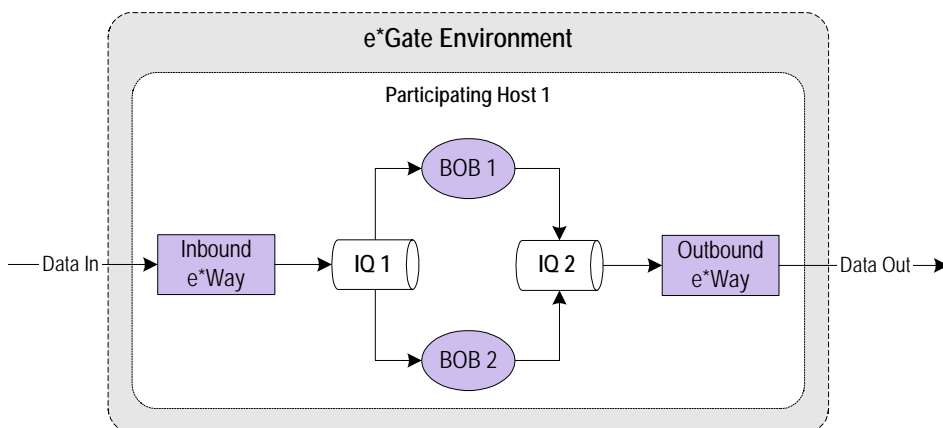 e*Gate Environment
Participating Host 1
BOB 1
Data In
Inbound
e*Way
IQ 1
IQ 2
Outbound
e*Way
Data Out
BOB 2